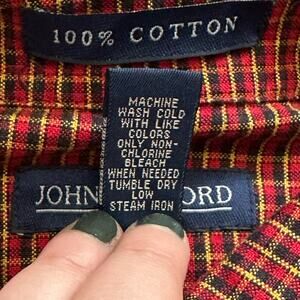 100% COTTON
MACHINE
WASH COLD
WITH LIKE
COLORS
ONLY NON-
CHLORINE
BLEACH
WHEN NEEDED
TUMBLE DRY
LOW
STEAM IRON
JOHN